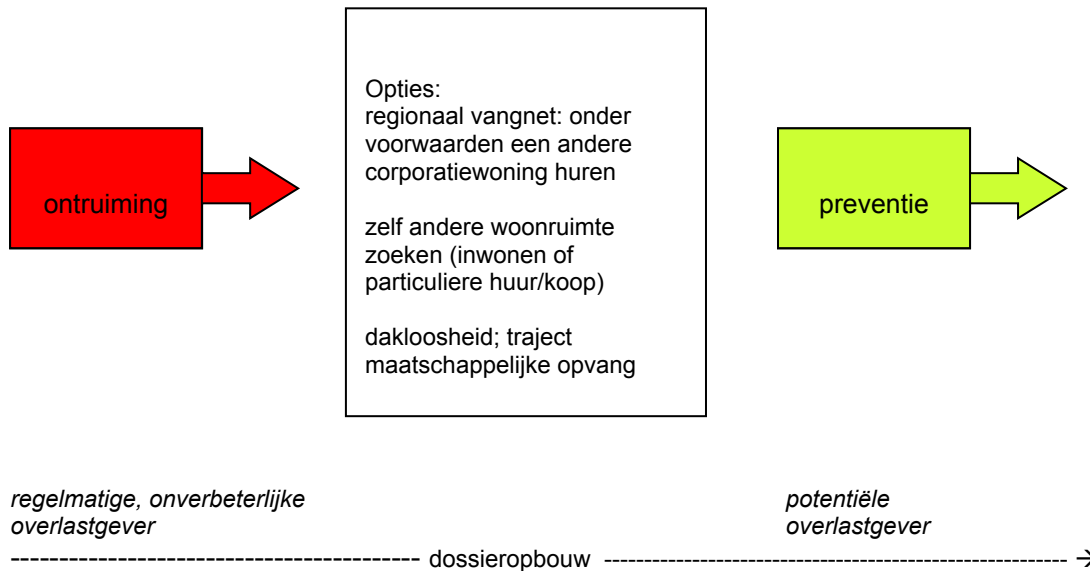 ontruiming
Opties:
regionaal vangnet: onder
voorwaarden een andere
corporatiewoning huren
zelf andere woonruimte
zoeken (inwonen of
particuliere huur/koop)
dakloosheid; traject
maatschappelijke opvang
preventie
regelmatige, onverbeterlijke
overlastgever
potentiële
overlastgever
---------------------------------------- dossieropbouw -------------------------------------------------------- →